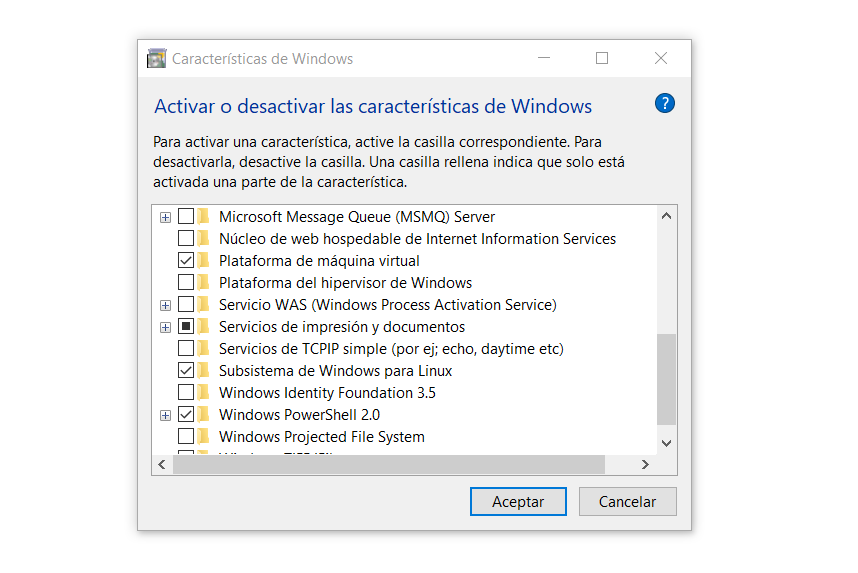 Características de Windows
Activar o desactivar las características de Windows
?
Para activar una característica, active la casilla correspondiente. Para
desactivarla, desactive la casilla. Una casilla rellena indica que solo está
activada una parte de la característica.
Microsoft Message Queue (MSMQ) Server
Núcleo de web hospedable de Internet Information Services
Plataforma de máquina virtual
Plataforma del hipervisor de Windows
Servicio WAS (Windows Process Activation Service)
Servicios de impresión y documentos
Servicios de TCPIP simple (por ej; echo, daytime etc)
Subsistema de Windows para Linux
Windows Identity Foundation 3.5
Windows PowerShell 2.0
Windows Projected File System
Aceptar
Cancelar